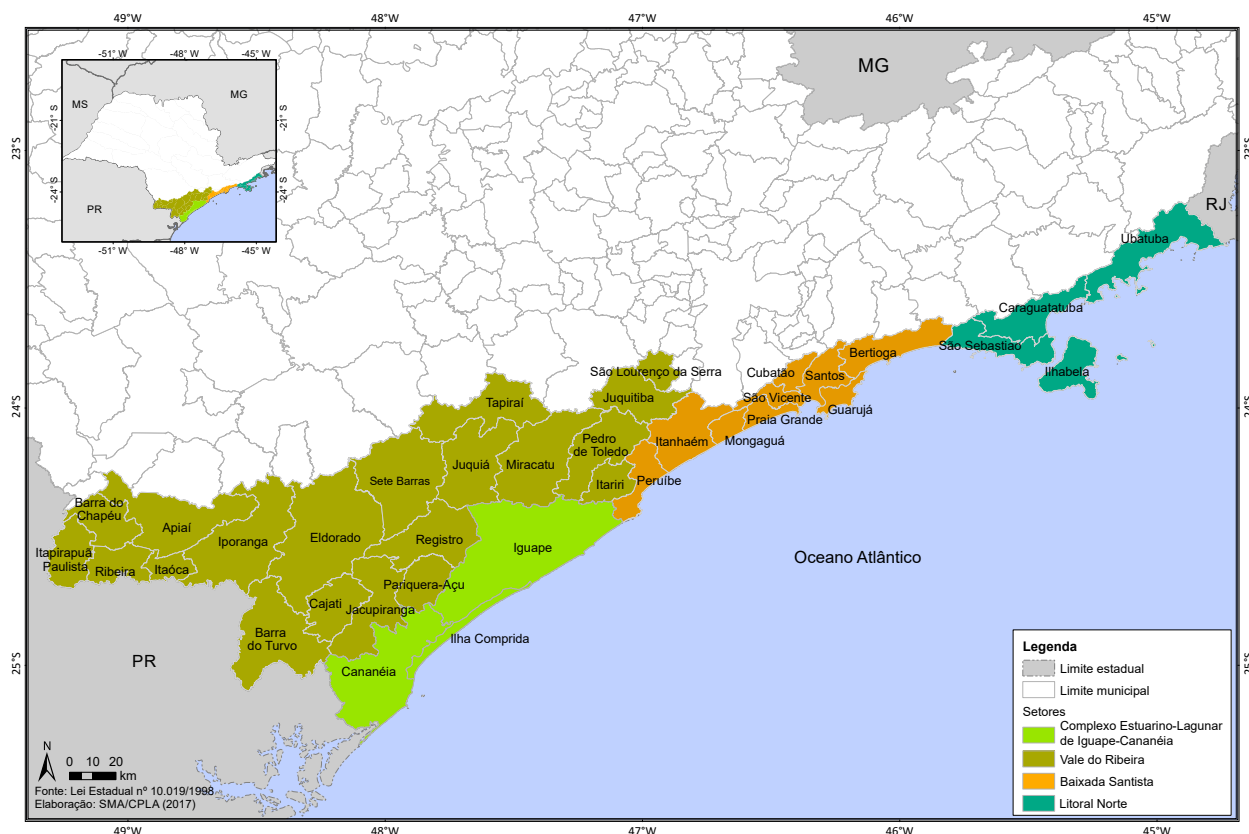 49°W
48°W
47°W
46°W
45°W
-51°W
-48° W
-45° W
MS
MG
-21° S
-21° S
-24° S
-24° S
PR
-51°W
-48° W
-45° W
MG
23°S
23°S
RJ
Ubatuba
Caraguatatuba
São Sebastião
Ilhabela
Bertioga
Cubatão
Santos
São Vicente
Guarujá
Praia Grande
Mongaguá
24°S
24°S
São Lourenço da Serra
Juquitiba
Tapiraí
Itanhaém
Pedro
de Toledo
Juquiá
Miracatu
Peruíbe
Sete Barras
Itariri
Barra do
Chapéu
Apiaí
Iporanga
Eldorado
Registro
Iguape
Itapirapuã
Paulista
Ribeira
Itaóca
Oceano Atlântico
Pariquera-Açu
Cajati
Jacupiranga
Barra
do Turvo
Ilha Comprida
Cananéia
PR
25°S
25°S
Legenda
Limite estadual
Limite municipal
Setores
Complexo Estuarino-Lagunar
de Iguape-Cananéia
Vale do Ribeira
Baixada Santista
Litoral Norte
N
0 10 20
km
Fonte: Lei Estadual nº 10.019/1998
Elaboração: SMA/CPLA (2017)
49°W
48°W
47°W
46°W
45°W